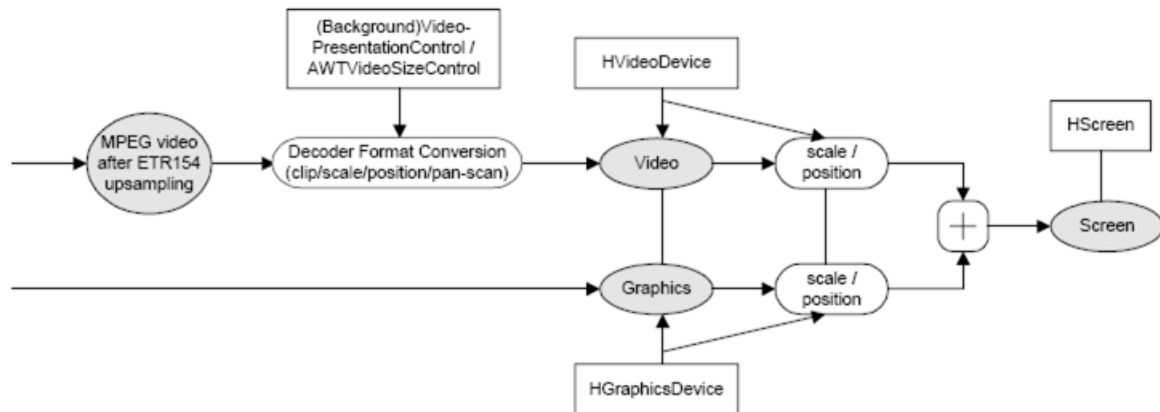 (Background)Video-
PresentationControl /
AWTVideoSizeControl
HVideoDevice
HScreen
MPEG video
after ETR154
upsampling
Decoder Format Conversion
(clip/scale/position/pan-scan)
Video
scale /
position
+
Screen
Graphics
scale /
position
HGraphicsDevice